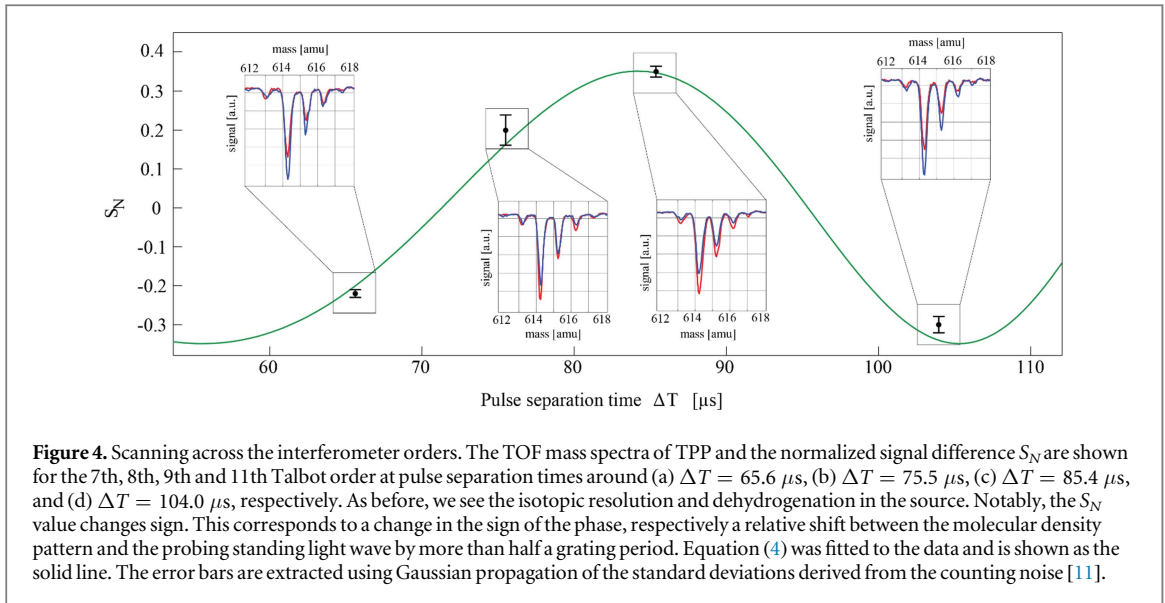 mass [amu]
612 614 616 618
signal [a.u.]
mass [amu]
612 614 616 618
signal [a.u.]
0.4
0.3
0.2
0.1
0
-0.1
-0.2
-0.3
S_N
signal [a.u.]
612 614 616 618
mass [amu]
signal [a.u.]
612 614 616 618
mass [amu]
60 70 80 90 100 110
Pulse separation time ΔT [μs]
Figure 4. Scanning across the interferometer orders. The TOF mass spectra of TPP and the normalized signal difference S_N are shown
for the 7th, 8th, 9th and 11th Talbot order at pulse separation times around (a) ΔT = 65.6 μs, (b) ΔT = 75.5 μs, (c) ΔT = 85.4 μs,
and (d) ΔT = 104.0 μs, respectively. As before, we see the isotopic resolution and dehydrogenation in the source. Notably, the S_N
value changes sign. This corresponds to a change in the sign of the phase, respectively a relative shift between the molecular density
pattern and the probing standing light wave by more than half a grating period. Equation (4) was fitted to the data and is shown as the
solid line. The error bars are extracted using Gaussian propagation of the standard deviations derived from the counting noise [11].